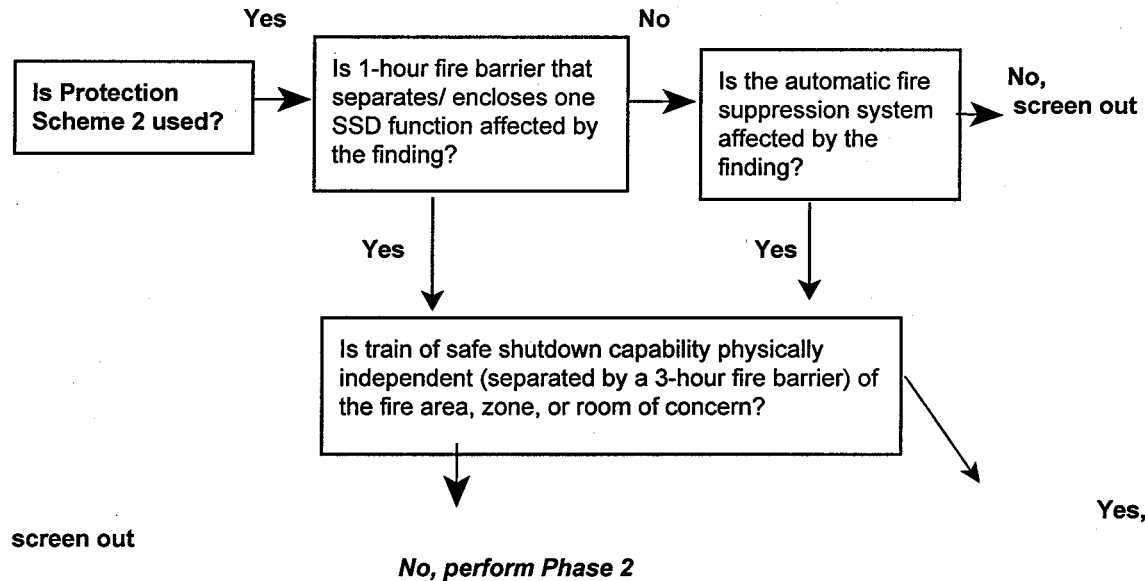 Yes
Is Protection
Scheme 2 used?
Is 1-hour fire barrier that
separates/ encloses one
SSD function affected by
the finding?
No
Is the automatic fire
suppression system
affected by the
finding?
No,
screen out
Yes
Yes
Is train of safe shutdown capability physically
independent (separated by a 3-hour fire barrier) of
the fire area, zone, or room of concern?
Yes,
screen out
No, perform Phase 2